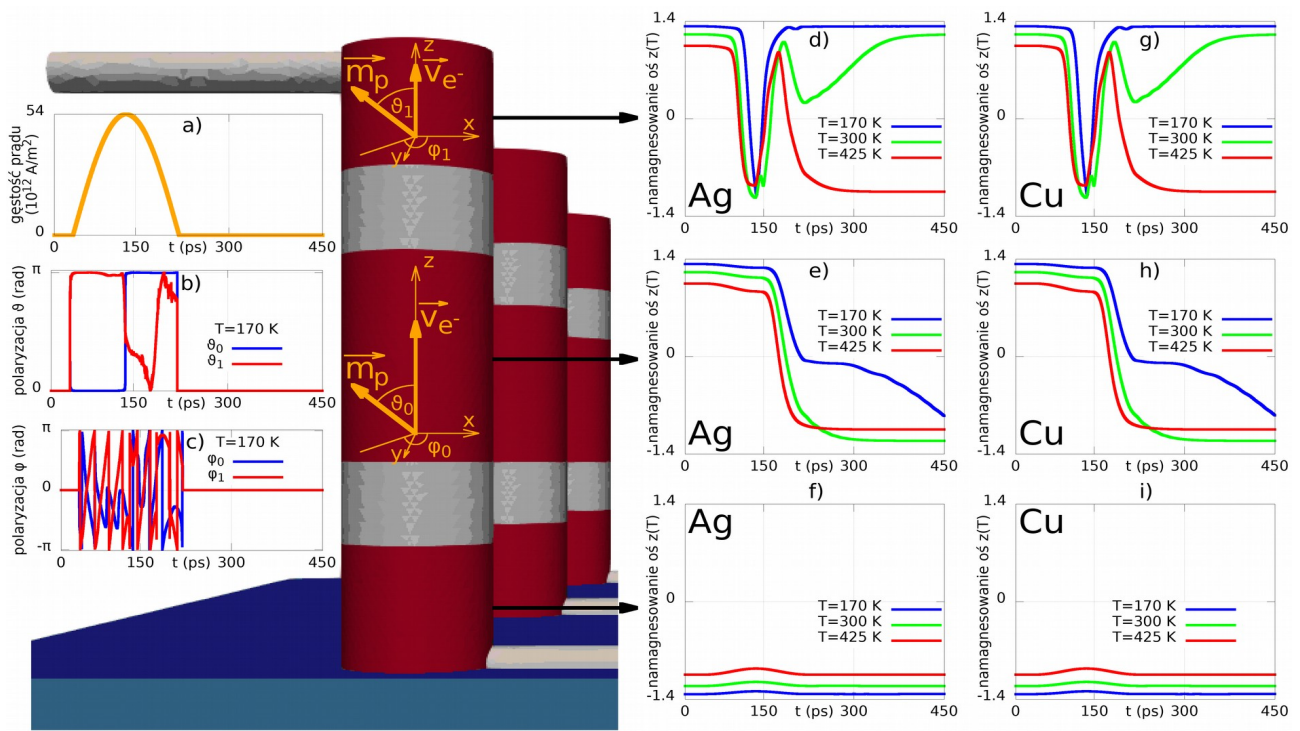 a)
54
0
gęstość prądu
(10¹² A/m²)
0 150 300 450
t (ps)
b)
π
0
polaryzacja ϑ (rad)
T=170 K
ϑ₀
ϑ₁
0 150 300 450
t (ps)
c)
π
0
-π
polaryzacja φ (rad)
T=170 K
φ₀
φ₁
0 150 300 450
t (ps)
z
m_p
v_e-
ϑ₁
x
y
φ₁
z
m_p
v_e-
ϑ₀
x
y
φ₀
d)
1.4
0
-1.4
namagnesowanie oś z(T)
T=170 K
T=300 K
T=425 K
Ag
0 150 t (ps) 300 450
g)
1.4
0
-1.4
namagnesowanie oś z(T)
T=170 K
T=300 K
T=425 K
Cu
0 150 t (ps) 300 450
e)
1.4
0
-1.4
namagnesowanie oś z(T)
T=170 K
T=300 K
T=425 K
Ag
0 150 t (ps) 300 450
h)
1.4
0
-1.4
namagnesowanie oś z(T)
T=170 K
T=300 K
T=425 K
Cu
0 150 t (ps) 300 450
f)
1.4
0
-1.4
namagnesowanie oś z(T)
Ag
T=170 K
T=300 K
T=425 K
0 150 t (ps) 300 450
i)
1.4
0
-1.4
namagnesowanie oś z(T)
Cu
T=170 K
T=300 K
T=425 K
0 150 t (ps) 300 450